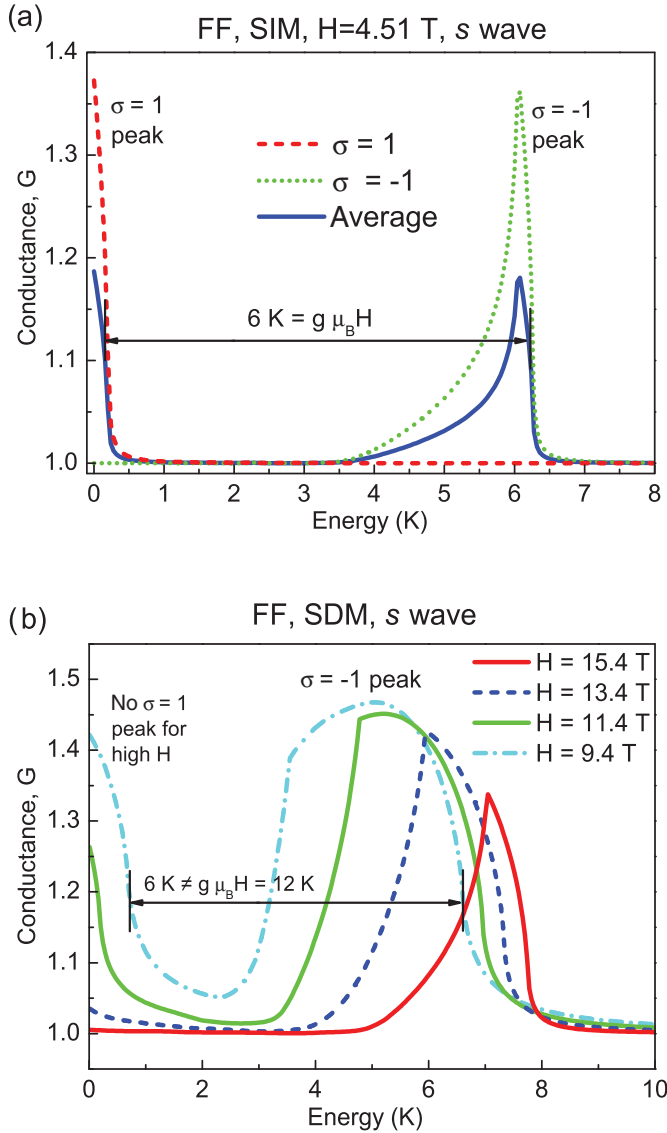 (a)
FF, SIM, H=4.51 T, s wave
1.4
1.3
1.2
1.1
1.0
Conductance, G
σ = 1
peak
σ = -1
peak
σ = 1
σ = -1
Average
6 K = g μ_B H
0 1 2 3 4 5 6 7 8
Energy (K)
(b)
FF, SDM, s wave
1.5
1.4
1.3
1.2
1.1
1.0
Conductance, G
No σ = 1
peak for
high H
σ = -1 peak
H = 15.4 T
H = 13.4 T
H = 11.4 T
H = 9.4 T
6 K ≠ g μ_B H = 12 K
0 2 4 6 8 10
Energy (K)